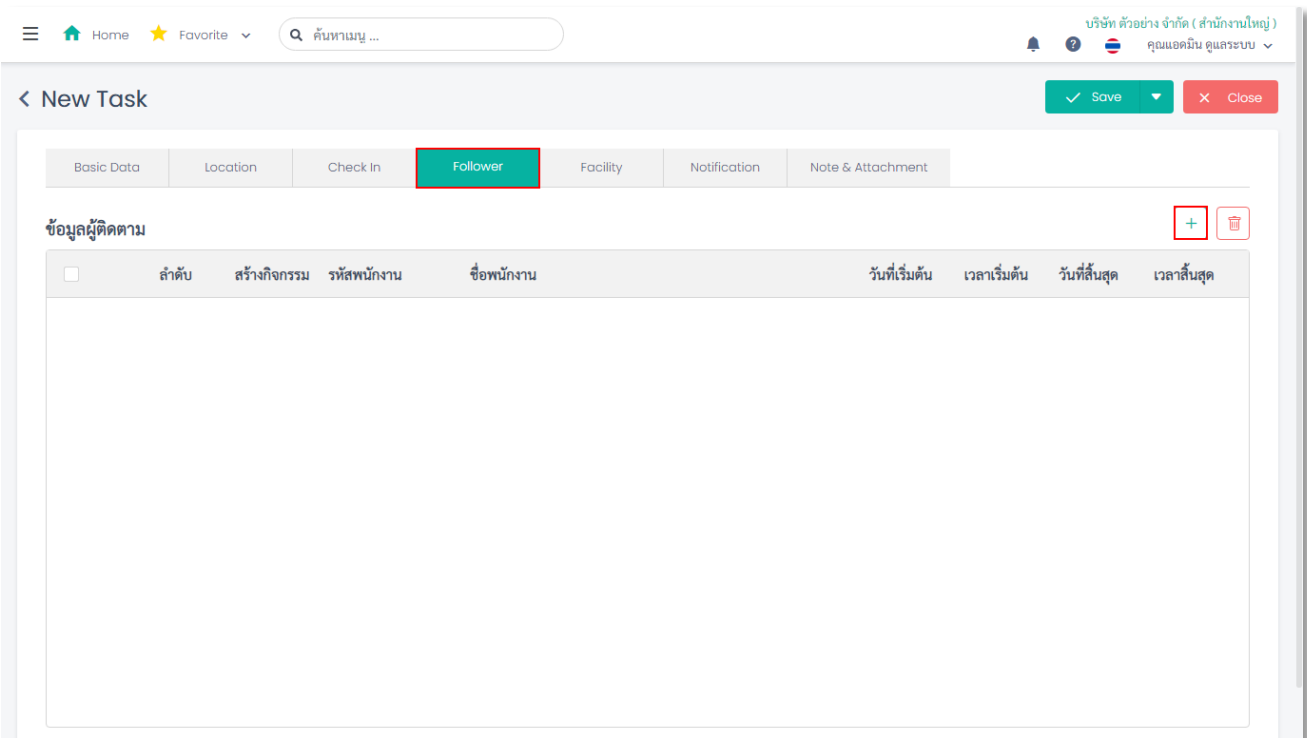 บริษัท ตัวอย่าง จำกัด ( สำนักงานใหญ่ )
Home Favorite ค้นหาเมนู ... คุณแอดมิน ดูแลระบบ
New Task Save Close
Basic Data Location Check In Follower Facility Notification Note & Attachment
ข้อมูลผู้ติดตาม
ลำดับ สร้างกิจกรรม รหัสพนักงาน ชื่อพนักงาน วันที่เริ่มต้น เวลาเริ่มต้น วันที่สิ้นสุด เวลาสิ้นสุด